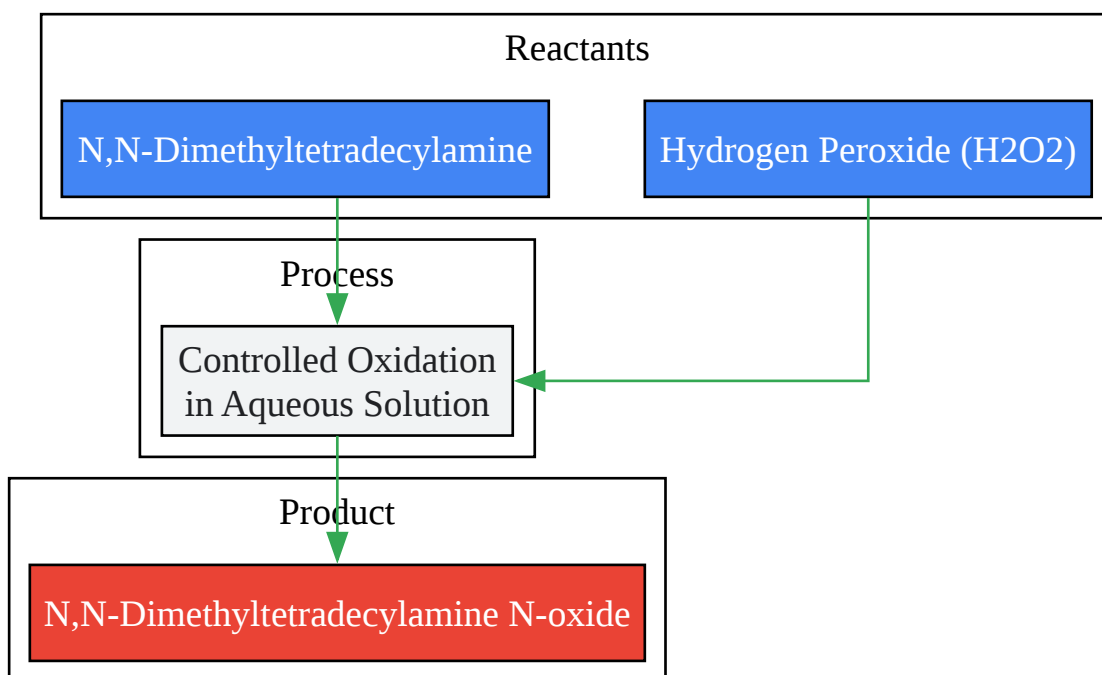 Reactants
N,N-Dimethyltetradecylamine
Hydrogen Peroxide (H2O2)
Process
Controlled Oxidation
in Aqueous Solution
Product
N,N-Dimethyltetradecylamine N-oxide